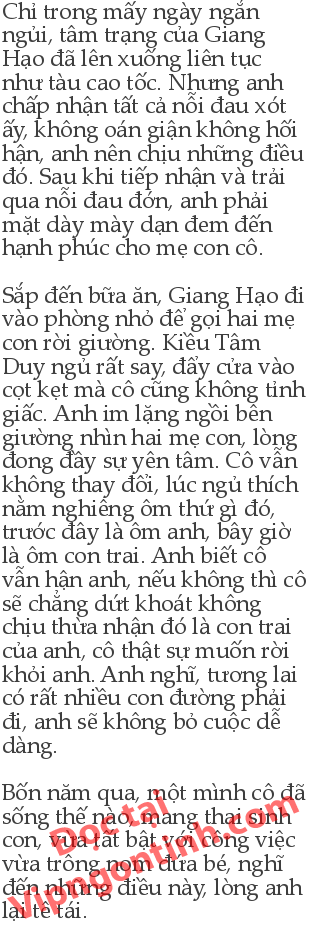 Chỉ trong mấy ngày ngắn
ngủi, tâm trạng của Giang
Hạo đã lên xuống liên tục
như tàu cao tốc. Nhưng anh
chấp nhận tất cả nỗi đau xót
ấy, không oán giận không hối
hận, anh nên chịu những điều
đó. Sau khi tiếp nhận và trải
qua nỗi đau đớn, anh phải
mặt dày mày dạn đem đến
hạnh phúc cho mẹ con cô.

Sắp đến bữa ăn, Giang Hạo đi
vào phòng nhỏ để gọi hai mẹ
con rời giường. Kiều Tâm
Duy ngủ rất say, đẩy cửa vào
cọt kẹt mà cô cũng không tỉnh
giấc. Anh im lặng ngồi bên
giường nhìn hai mẹ con, lòng
đong đầy sự yên tâm. Cô vẫn
không thay đổi, lúc ngủ thích
nằm nghiêng ôm thứ gì đó,
trước đây là ôm anh, bây giờ
là ôm con trai. Anh biết cô
vẫn hận anh, nếu không thì cô
sẽ chẳng dứt khoát không
chịu thừa nhận đó là con trai
của anh, cô thật sự muốn rời
khỏi anh. Anh nghĩ, tương lai
có rất nhiều con đường phải
đi, anh sẽ không bỏ cuộc dễ
dàng.

Bốn năm qua, một mình cô đã
sống thế nào, mang thai sinh
con, vừa tất bật với công việc
vừa trông nom đứa bé, nghĩ
đến những điều này, lòng anh
lại tê tái.
Đọc tại
Vipngontinh.com